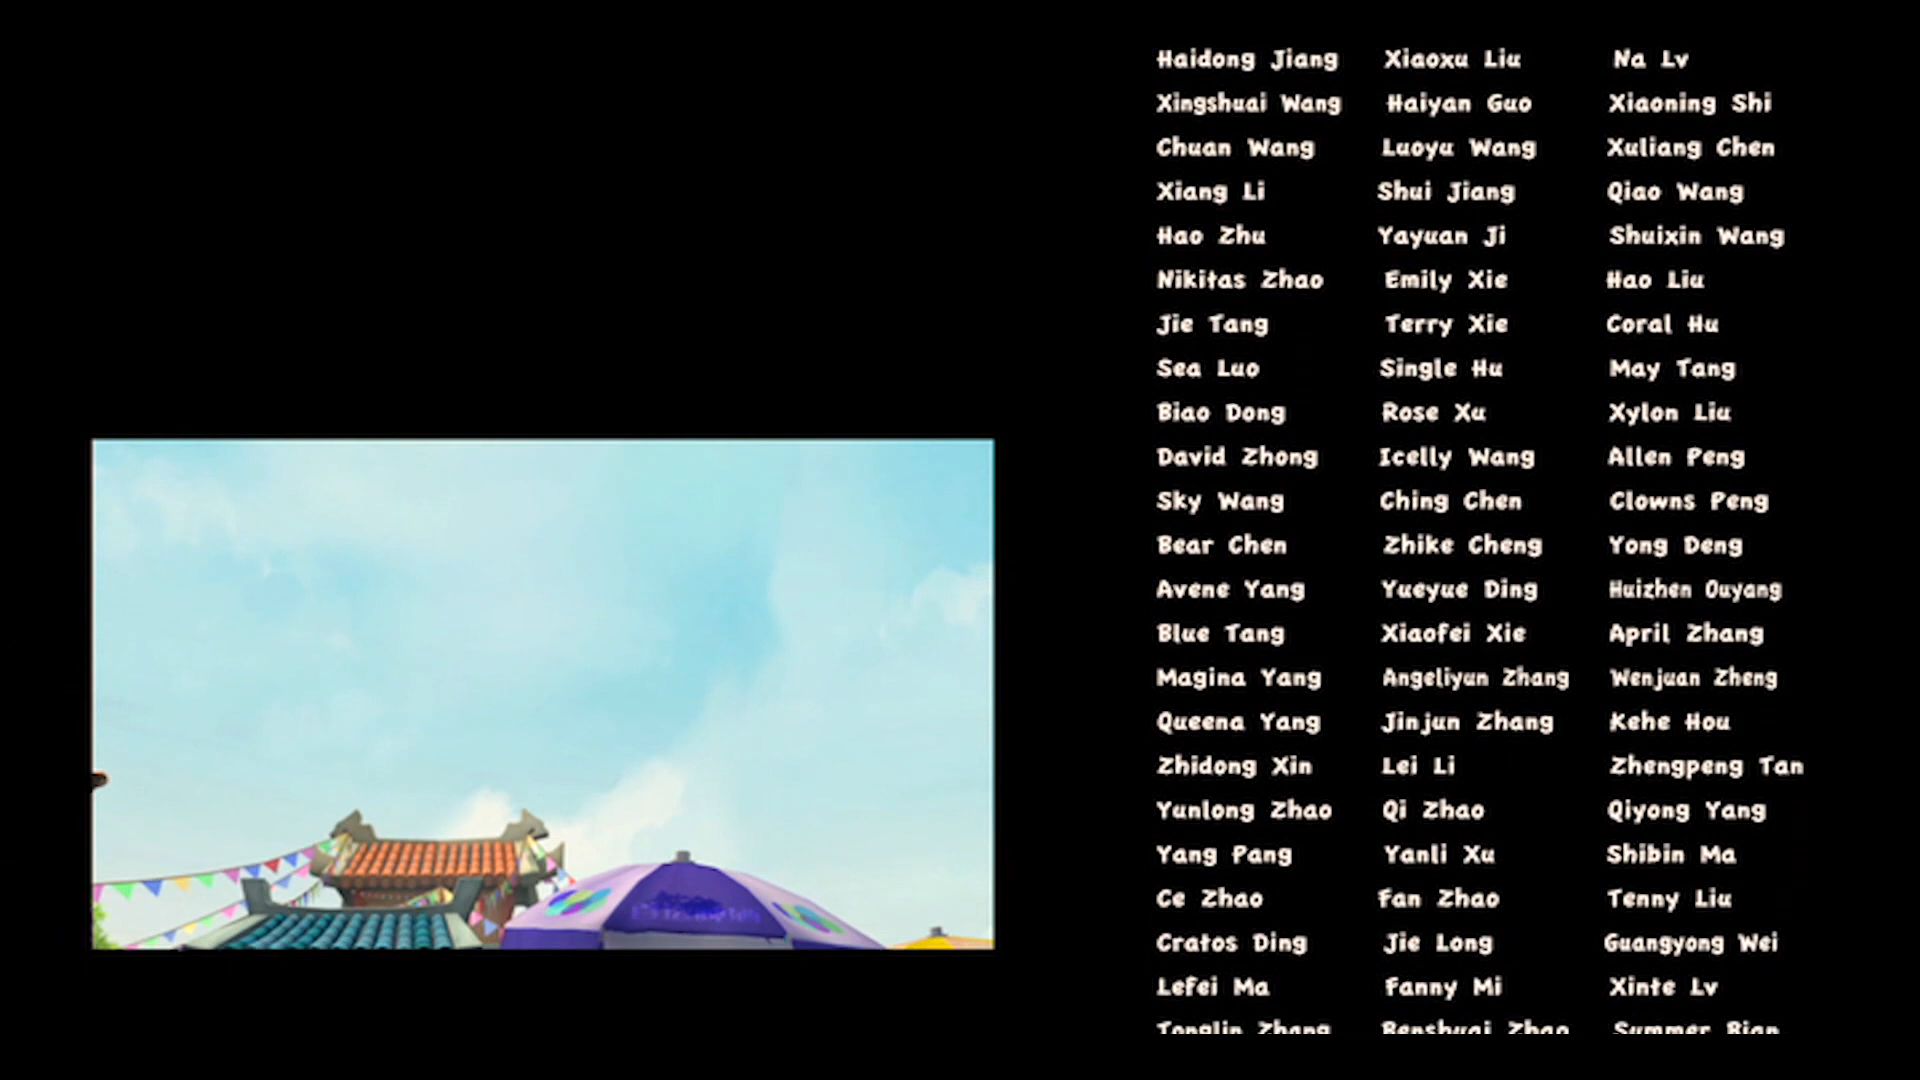 Haidong Jiang Xiaoxu Liu Na Lv
Xingshuai Wang Haiyan Guo Xiaoning Shi
Chuan Wang Luoyu Wang Xuliang Chen
Xiang Li Shui Jiang Qiao Wang
Hao Zhu Yayuan Ji Shuixin Wang
Nikitas Zhao Emily Xie Hao Liu
Jie Tang Terry Xie Coral Hu
Sea Luo Single Hu May Tang
Biao Dong Rose Xu Xylon Liu
David Zhong Icelly Wang Allen Peng
Sky Wang Ching Chen Clowns Peng
Bear Chen Zhike Cheng Yong Deng
Avene Yang Yueyue Ding Huizhen Ouyang
Blue Tang Xiaofei Xie April Zhang
Magina Yang Angeliyun Zhang Wenjuan Zheng
Queena Yang Jinjun Zhang Kehe Hou
Zhidong Xin Lei Li Zhengpeng Tan
Yunlong Zhao Qi Zhao Qiyong Yang
Yang Pang Yanli Xu Shibin Ma
Ce Zhao Fan Zhao Tenny Liu
Cratos Ding Jie Long Guangyong Wei
Lefei Ma Fanny Mi Xinte Lv
Tonglin Zhang Renshuai Zhao Summer Bian